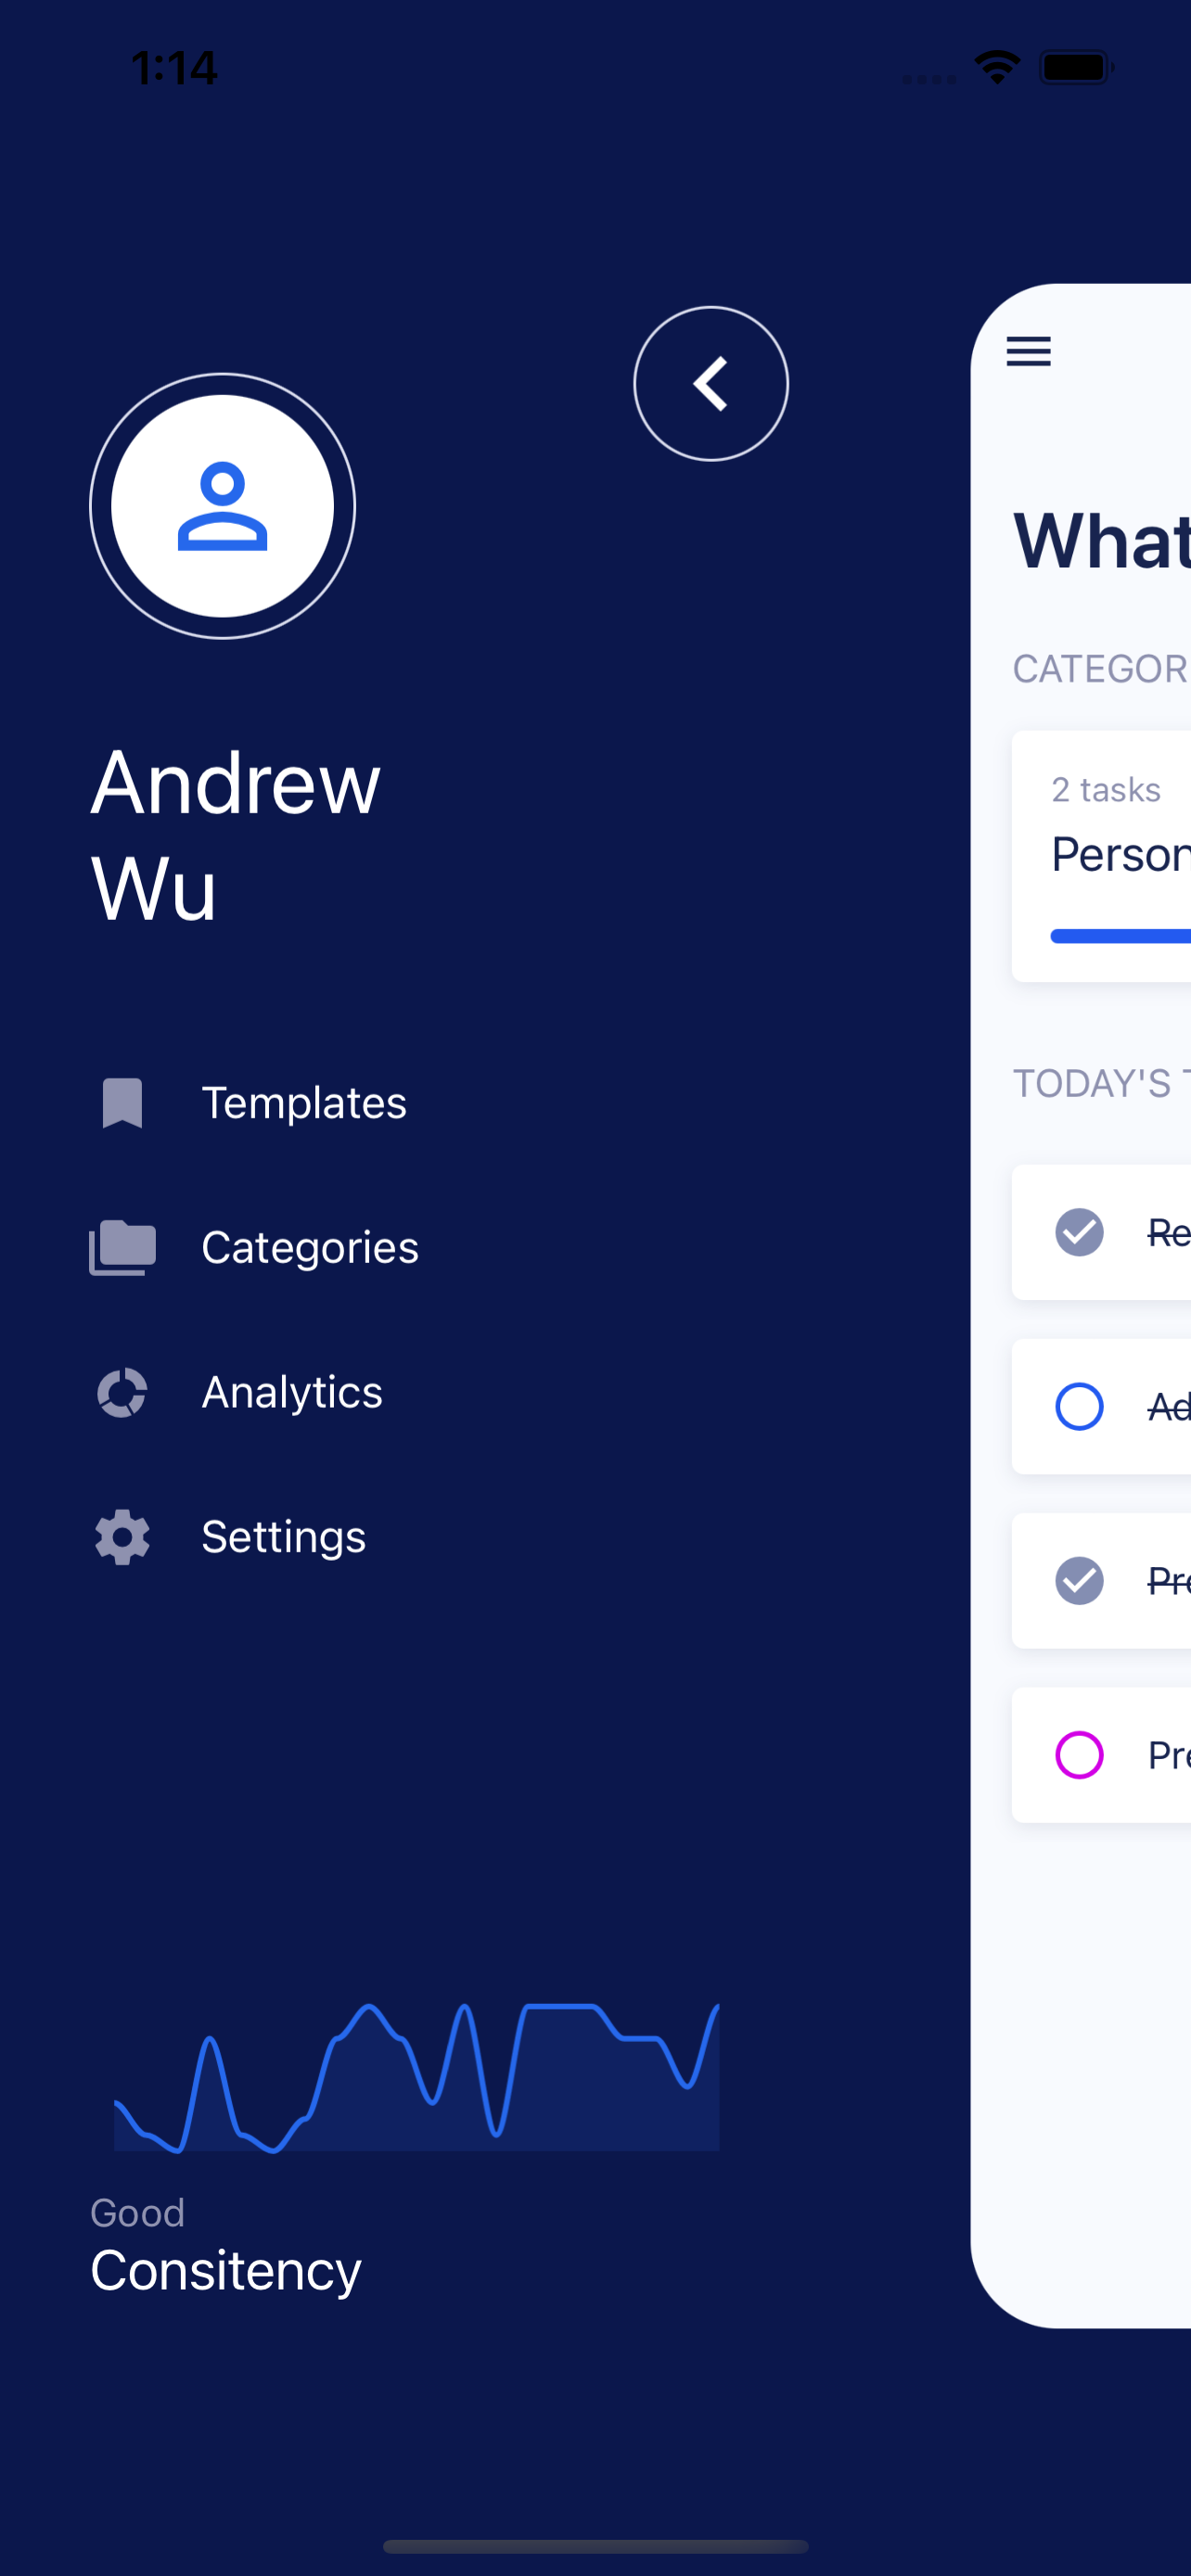 1:14
Andrew
Wu
Templates
Categories
Analytics
Settings
Good
Consitency
What
CATEGOR
2 tasks
Person
TODAY'S T
Re
Ad
Pre
Pre